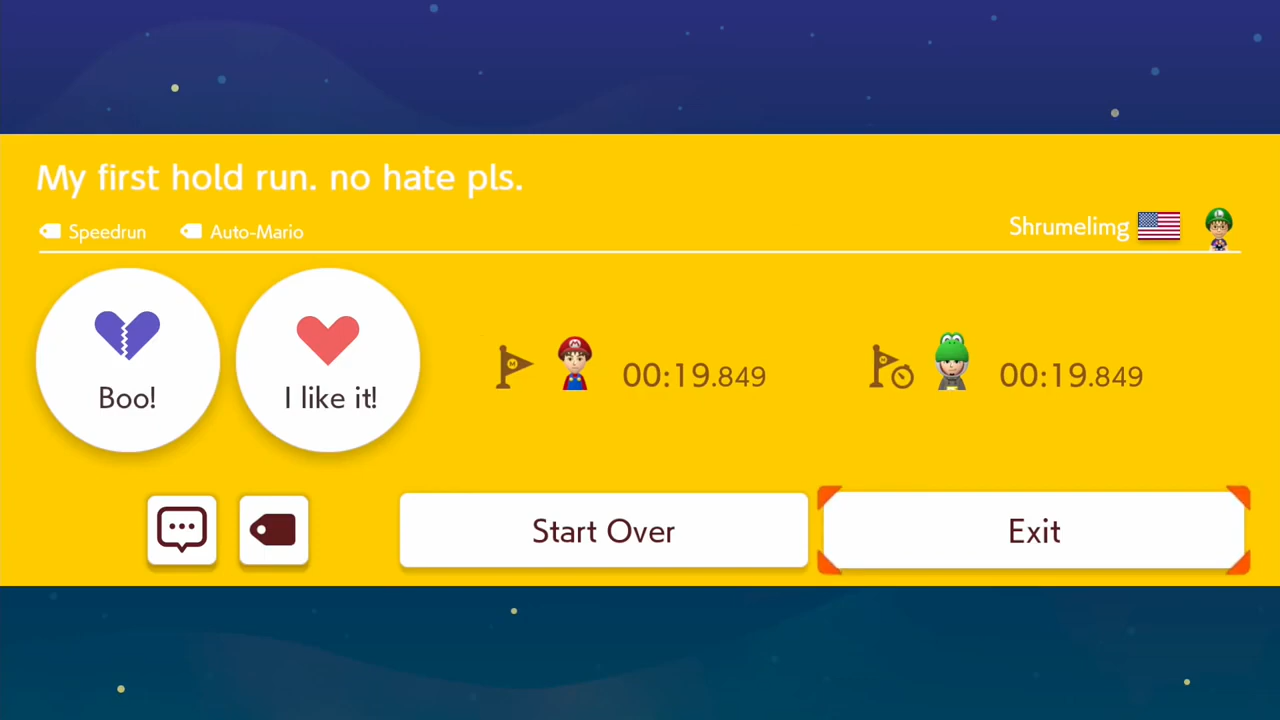 My first hold run. no hate pls.
Speedrun Auto-Mario
Shrumelimg
Boo!
I like it!
M 00:19.849
M 00:19.849
Start Over
Exit